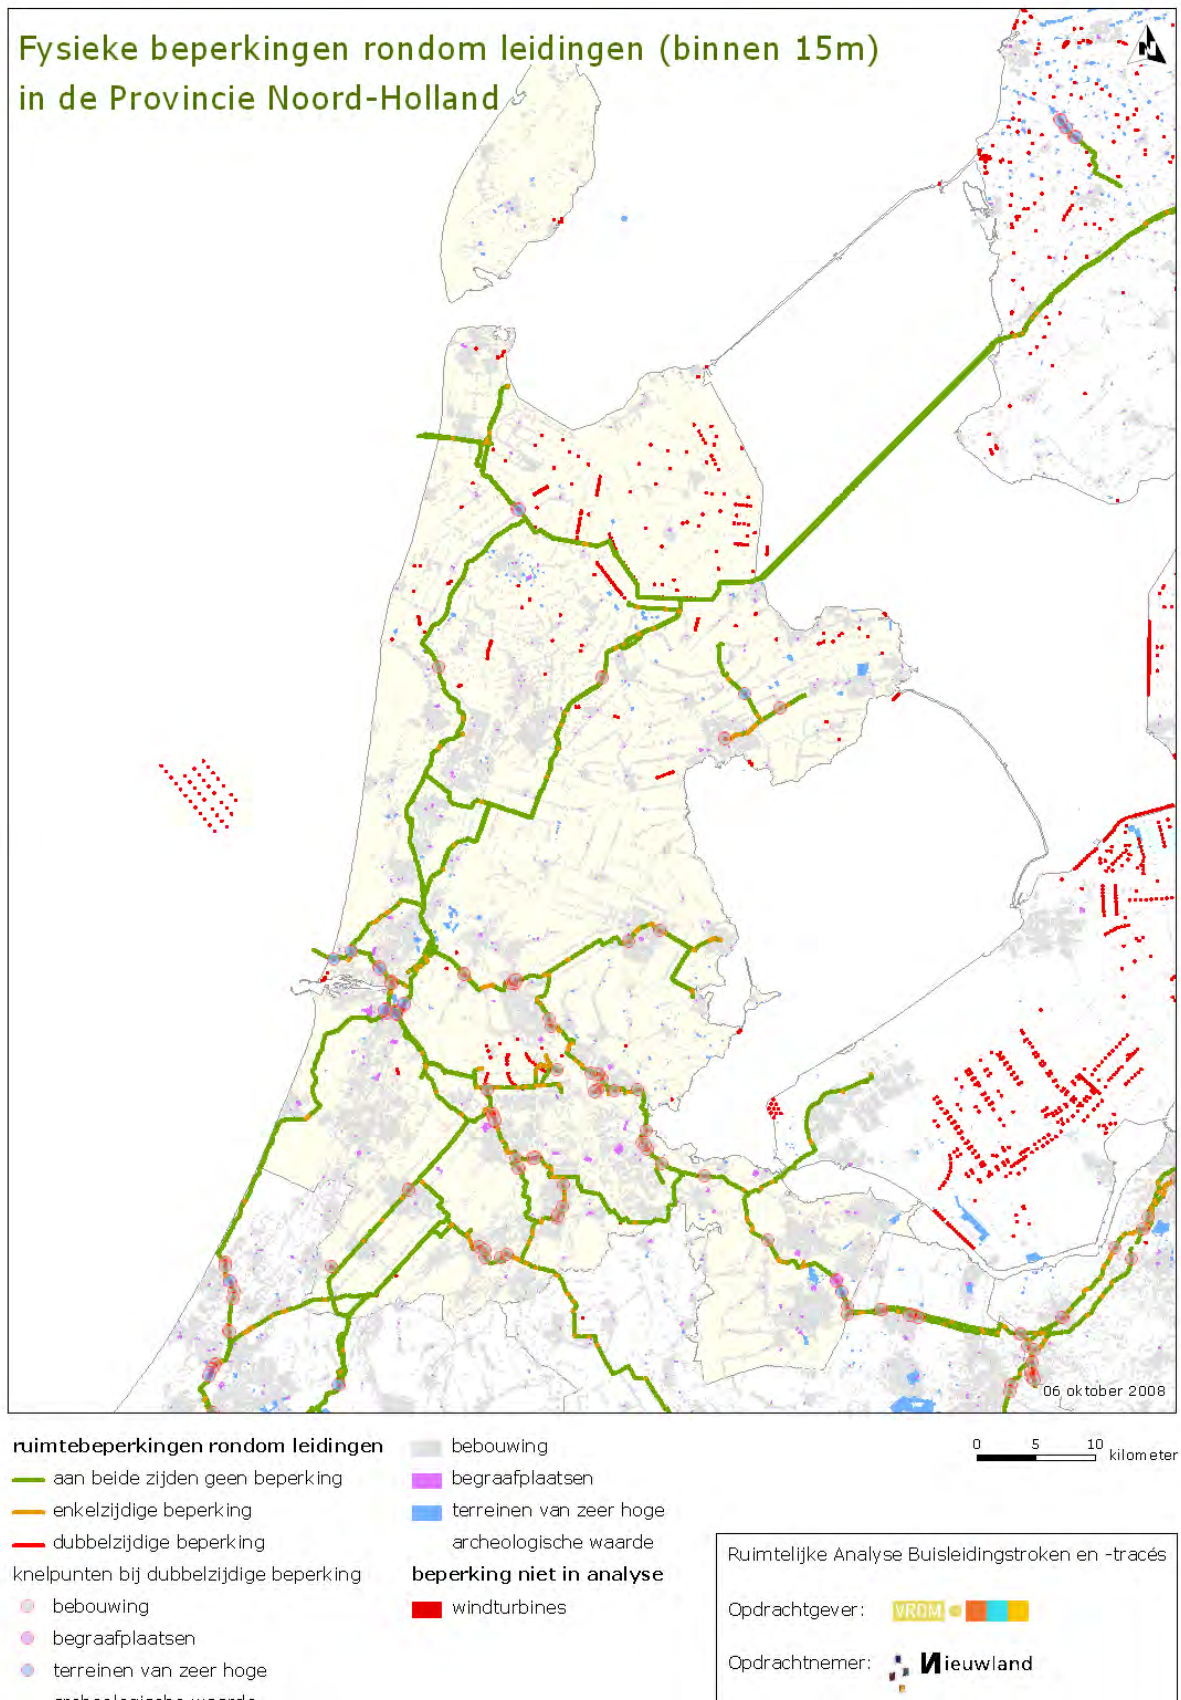 Fysieke beperkingen rondom leidingen (binnen 15m)
in de Provincie Noord-Holland
N
06 oktober 2008
ruimtebeperkingen rondom leidingen
aan beide zijden geen beperking
enkelzijdige beperking
dubbelzijdige beperking
knelpunten bij dubbelzijdige beperking
bebouwing
begraafplaatsen
terreinen van zeer hoge
archeologische waarde
bebouwing
begraafplaatsen
terreinen van zeer hoge
archeologische waarde
beperking niet in analyse
windturbines
0 5 10
kilometer
Ruimtelijke Analyse Buisleidingstroken en -tracés
Opdrachtgever: VROM
Opdrachtnemer: Nieuwland